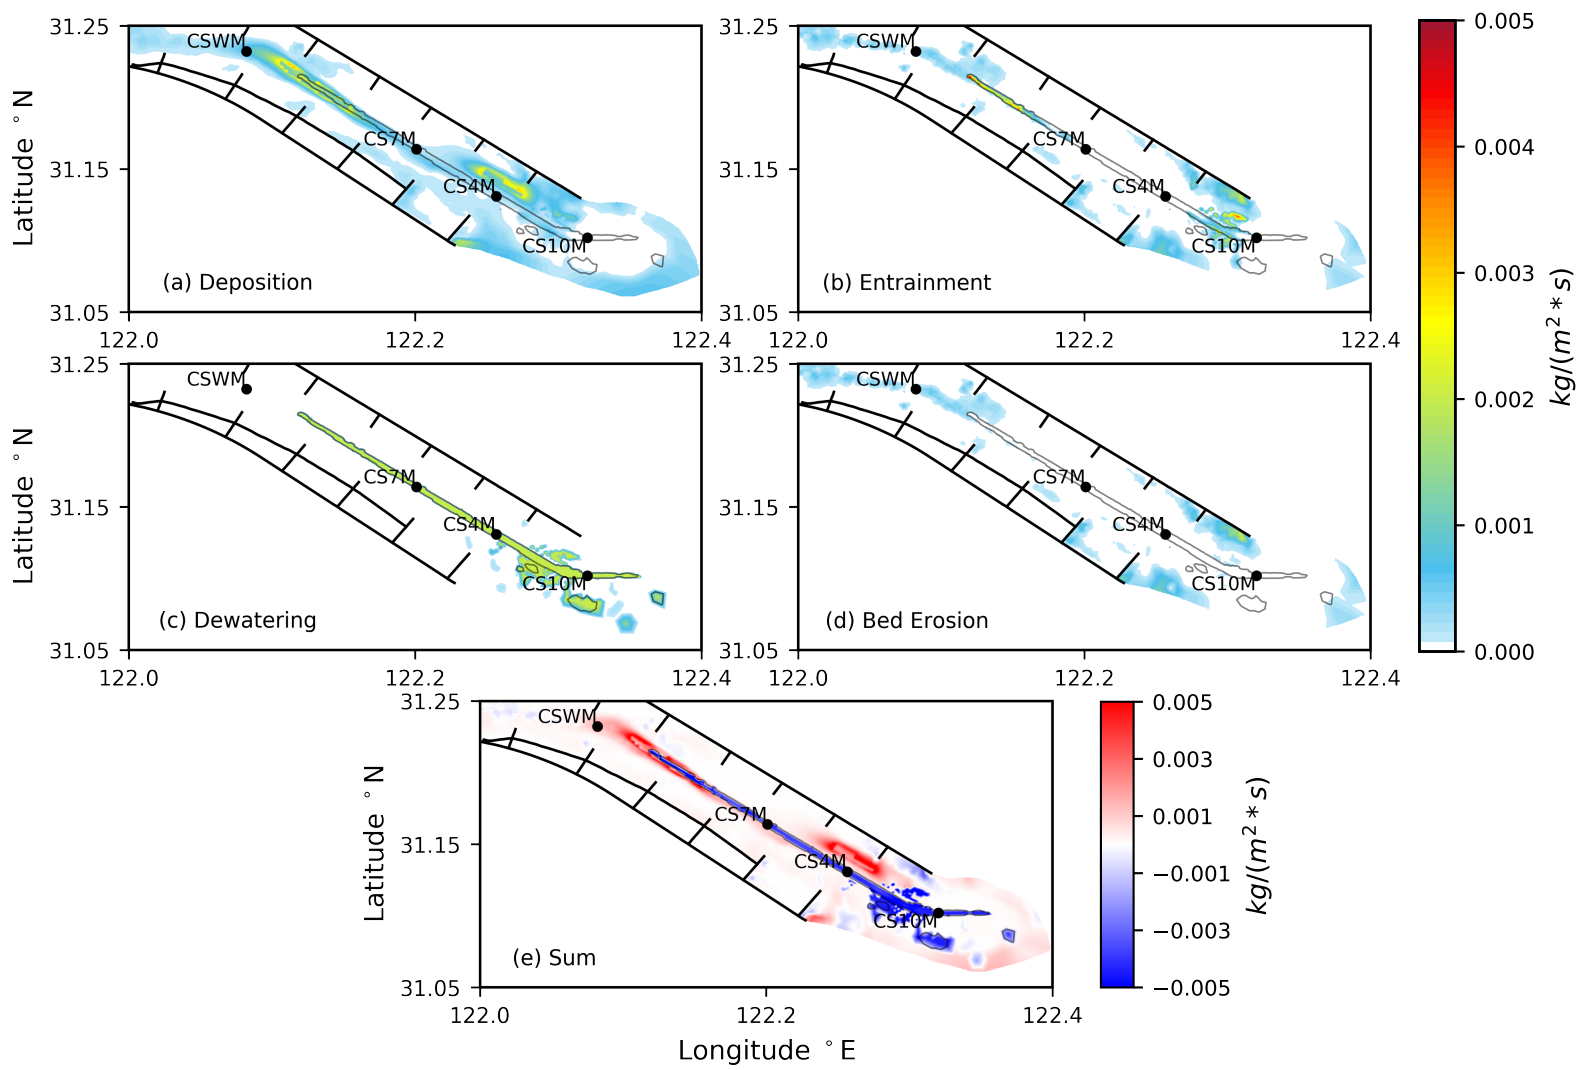 31.25
31.15
31.05
Latitude °N
122.0
122.2
122.4
CSWM
CS7M
CS4M
CS10M
(a) Deposition
31.25
31.15
31.05
122.0
122.2
122.4
CSWM
CS7M
CS4M
CS10M
(b) Entrainment
0.005
0.004
0.003
0.002
0.001
0.000
kg/(m²*s)
31.25
31.15
31.05
Latitude °N
122.0
122.2
122.4
CSWM
CS7M
CS4M
CS10M
(c) Dewatering
31.25
31.15
31.05
122.0
122.2
122.4
CSWM
CS7M
CS4M
CS10M
(d) Bed Erosion
31.25
31.15
31.05
Latitude °N
122.0
122.2
122.4
Longitude °E
CSWM
CS7M
CS4M
CS10M
(e) Sum
0.005
0.003
0.001
−0.001
−0.003
−0.005
kg/(m²*s)